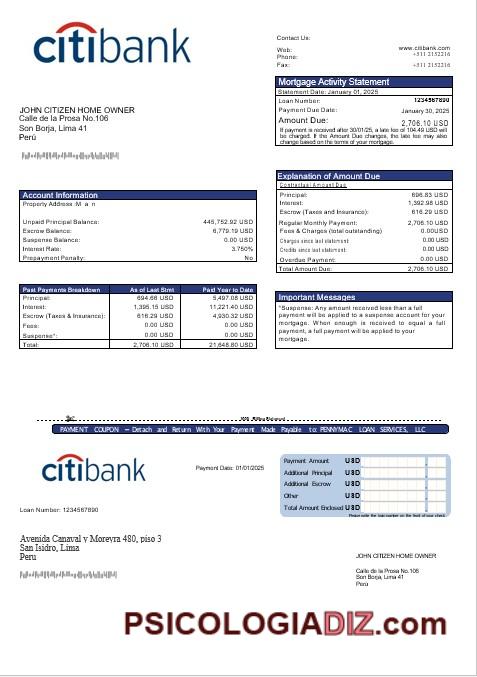 citibank
Contact Us:
Web: www.citibank.com
Phone: +511 2152216
Fax: +511 2152216
Mortgage Activity Statement
Statement Date: January 01, 2025
Loan Number: 1234567890
Payment Due Date: January 30, 2025
Amount Due: 2,706.10 USD
If payment is received after 30/01/25, a late fee of 104.49 USD will be
charged. If the Amount Due changes, the late fee may also
change based on the terms of your mortgage.
JOHN CITIZEN HOME OWNER
Calle de la Prosa No.106
Son Borja, Lima 41
Perú
Explanation of Amount Due
Contractual Amount Due
Principal: 696.83 USD
Interest: 1,392.98 USD
Escrow (Taxes and Insurance): 616.29 USD
Regular Monthly Payment: 2,706.10 USD
Fees & Charges (total outstanding) 0.00USD
Charges since last statement: 0.00 USD
Credits since last statement: 0.00 USD
Overdue Payment: 0.00 USD
Total Amount Due: 2,706.10 USD
Account Information
Property Address :M a n
Unpaid Principal Balance: 445,752.92 USD
Escrow Balance: 6,779.19 USD
Suspense Balance: 0.00 USD
Interest Rate: 3.750%
Prepayment Penalty: No
Past Payments Breakdown As of Last Stmt Paid Year to Date
Principal: 694.66 USD 5,497.08 USD
Interest: 1,395.15 USD 11,221.40 USD
Escrow (Taxes & Insurance): 616.29 USD 4,930.32 USD
Fees: 0.00 USD 0.00 USD
Suspense*: 0.00 USD 0.00 USD
Total: 2,706.10 USD 21,648.80 USD
Important Messages
*Suspense: Any amount received less than a full
payment will be applied to a suspense account for your
mortgage. When enough is received to equal a full
payment, a full payment will be applied to your
mortgage.
PAYMENT COUPON — Detach and Return With Your Payment Made Payable to: PENNYMAC LOAN SERVICES, LLC
citibank
Payment Date: 01/01/2025
Payment Amount USD
Additional Principal USD
Additional Escrow USD
Other USD
Total Amount Enclosed USD
Please write the loan number on the front of your check.
Loan Number: 1234567890
Avenida Canaval y Moreyra 480, piso 3
San Isidro, Lima
Peru
JOHN CITIZEN HOME OWNER
Calle de la Prosa No.106
Son Borja, Lima 41
Perú
PSICOLOGIADIZ.com